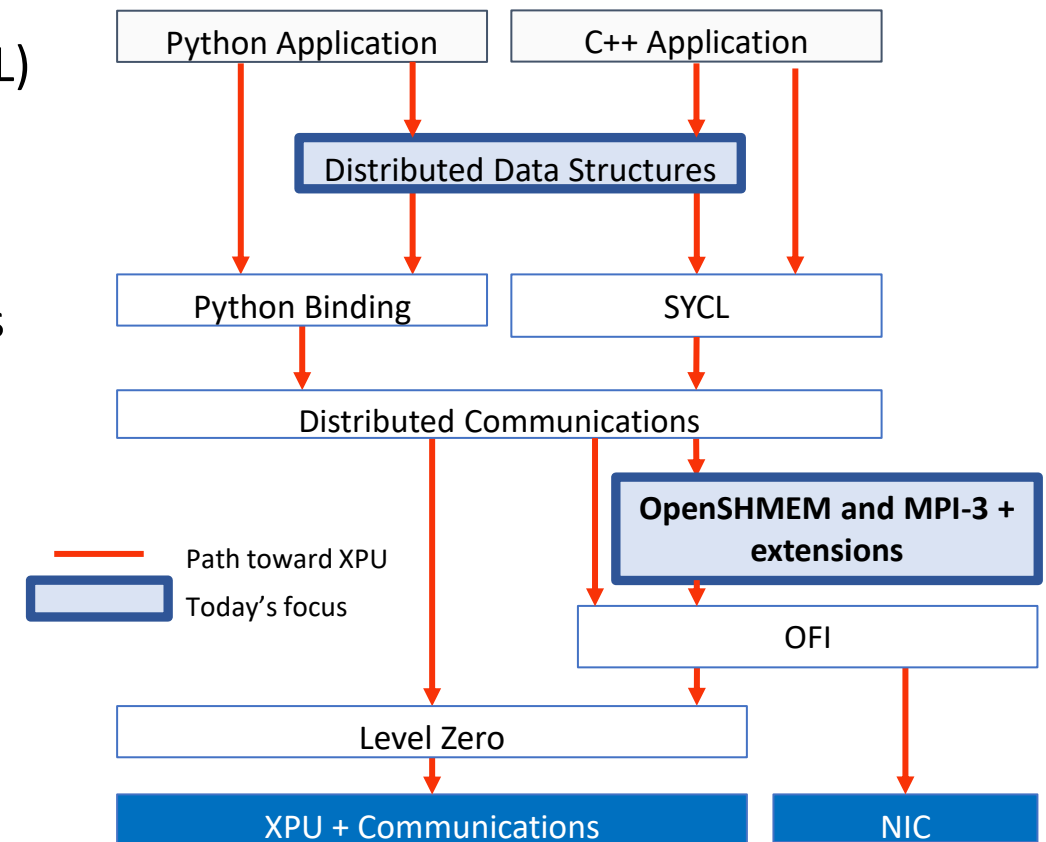 L)
s
Python Application
C++ Application
Distributed Data Structures
Python Binding
SYCL
Distributed Communications
OpenSHMEM and MPI-3 +
extensions
Path toward XPU
Today's focus
OFI
Level Zero
XPU + Communications
NIC